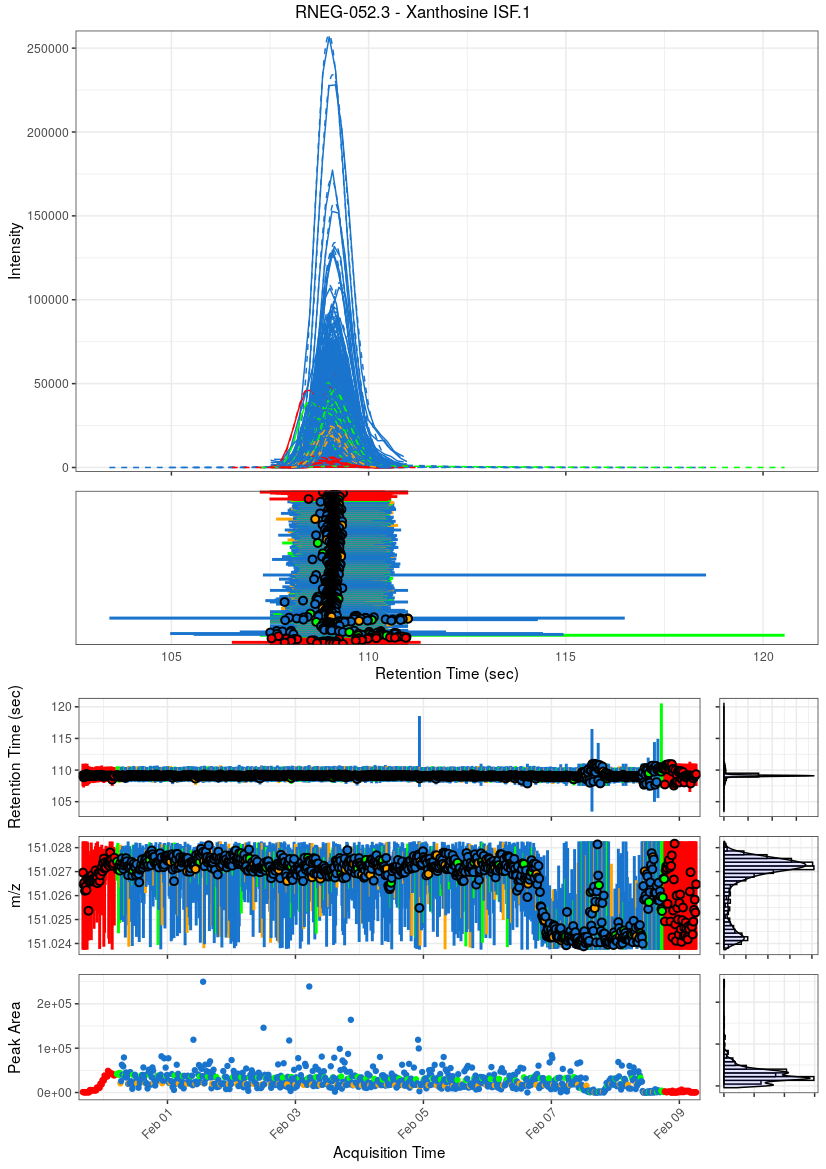 RNEG-052.3 - Xanthosine ISF.1
250000
200000
150000
100000
50000
0
Intensity
105
110
115
120
Retention Time (sec)
120
115
110
105
Retention Time (sec)
151.028
151.027
151.026
151.025
151.024
m/z
2e+05
1e+05
0e+00
Peak Area
Feb 01
Feb 03
Feb 05
Feb 07
Feb 09
Acquisition Time